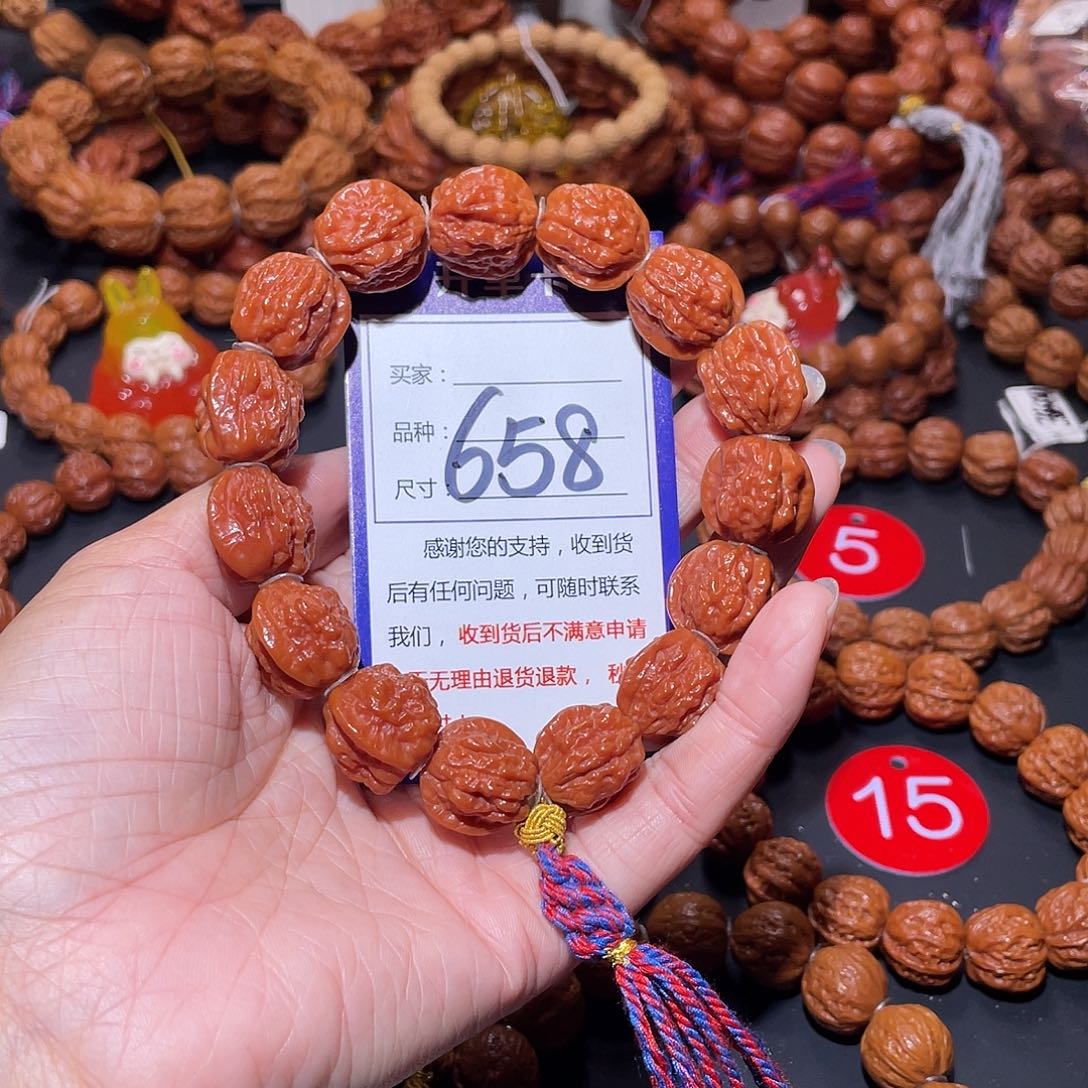 买家：
品种：
尺寸：
658
感谢您的支持，收到货
后有任何问题，可随时联系
我们，收到货后不满意申请
无理由退货退款，秒
5
15